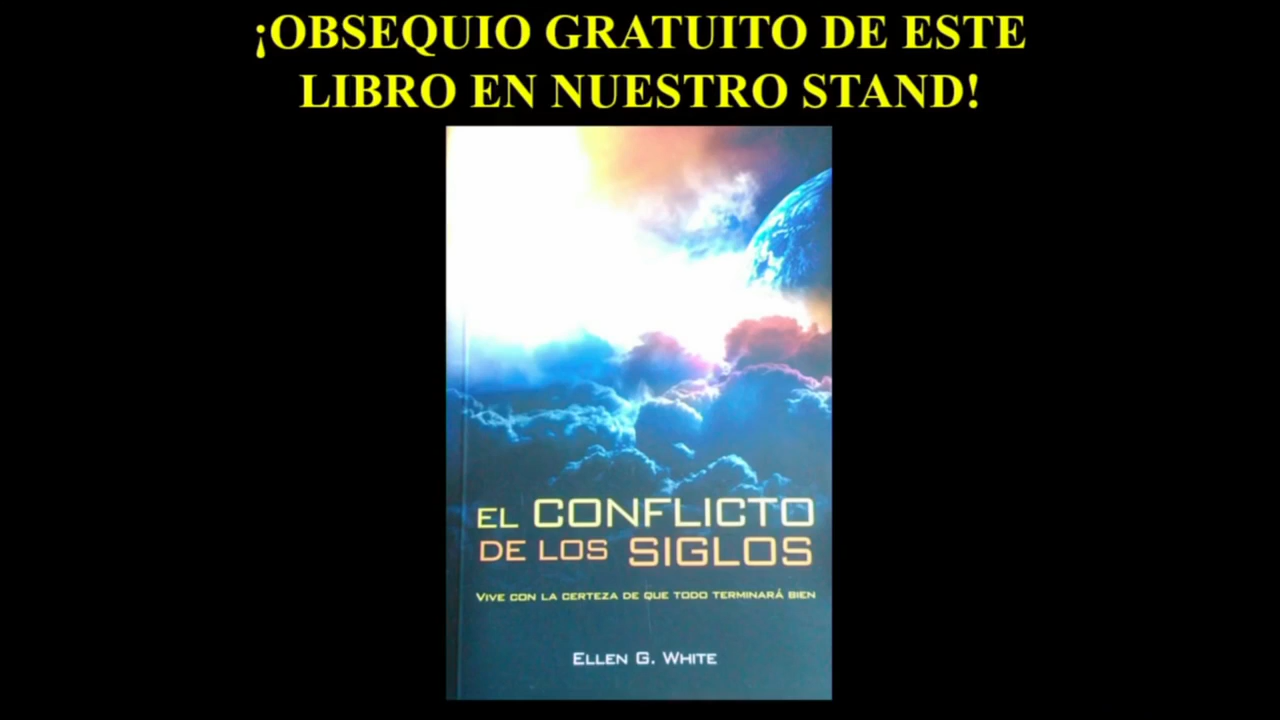 ¡OBSEQUIO GRATUITO DE ESTE
LIBRO EN NUESTRO STAND!
EL CONFLICTO
DE LOS SIGLOS
VIVE CON LA CERTEZA DE QUE TODO TERMINARÁ BIEN
ELLEN G. WHITE